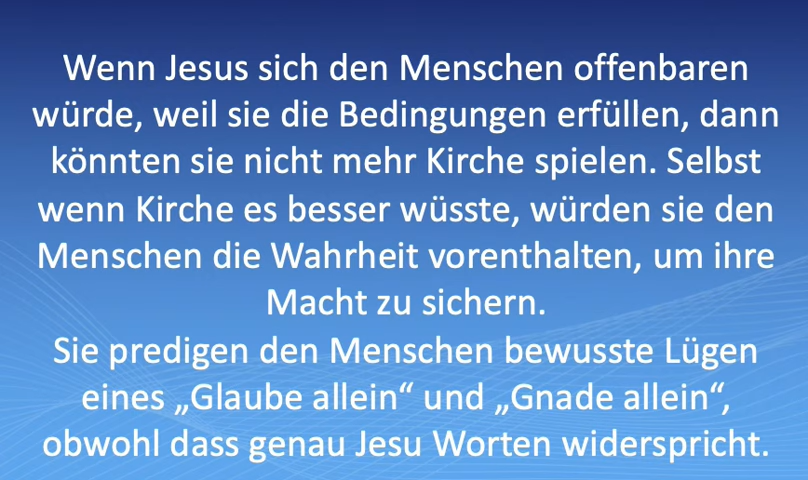 Wenn Jesus sich den Menschen offenbaren
würde, weil sie die Bedingungen erfüllen, dann
könnten sie nicht mehr Kirche spielen. Selbst
wenn Kirche es besser wüsste, würden sie den
Menschen die Wahrheit vorenthalten, um ihre
Macht zu sichern.
Sie predigen den Menschen bewusste Lügen
eines „Glaube allein“ und „Gnade allein“,
obwohl dass genau Jesu Worten widerspricht.